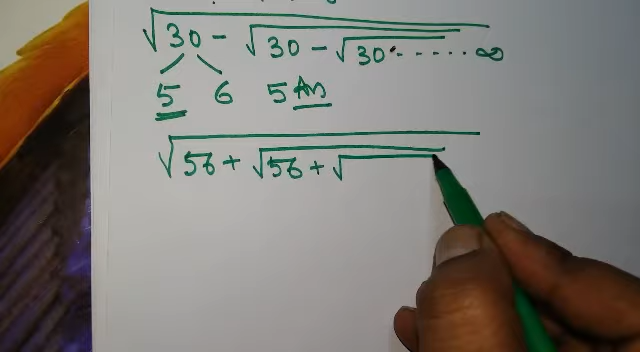 √30 - √30 - √30 ------ ∞
5 6 5 Ans
√56 + √56 + √